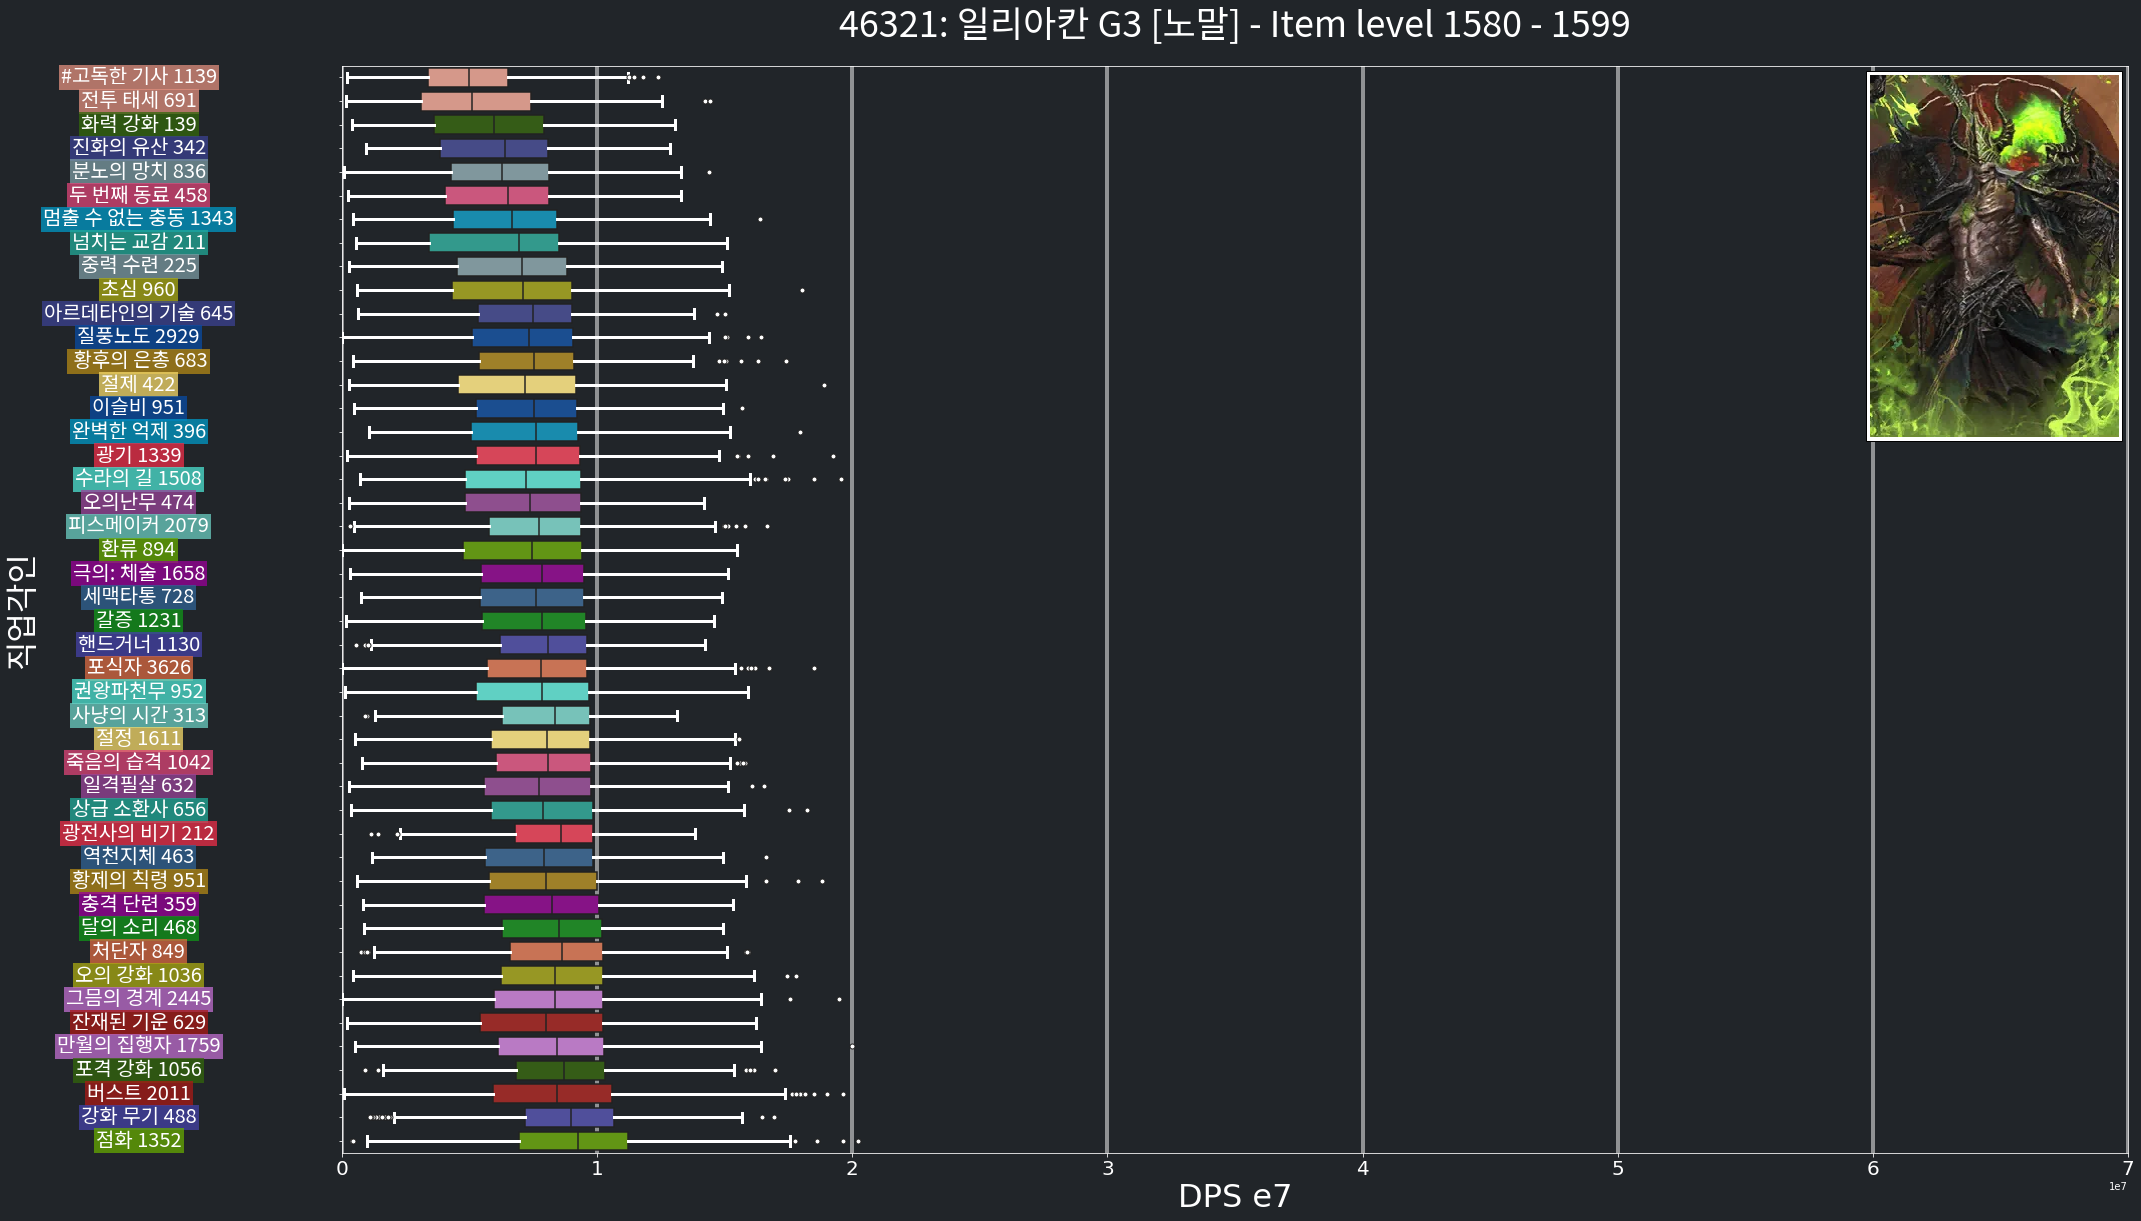 46321: 일리아칸 G3 [노말] - Item level 1580 - 1599
#고독한 기사 1139
전투 태세 691
화력 강화 139
진화의 유산 342
분노의 망치 836
두 번째 동료 458
멈출 수 없는 충동 1343
넘치는 교감 211
중력 수련 225
초심 960
아르데타인의 기술 645
질풍노도 2929
황후의 은총 683
절제 422
이슬비 951
완벽한 억제 396
광기 1339
수라의 길 1508
오의난무 474
피스메이커 2079
환류 894
극의: 체술 1658
세맥타통 728
갈증 1231
핸드거너 1130
포식자 3626
권왕파천무 952
사냥의 시간 313
절정 1611
죽음의 습격 1042
일격필살 632
상급 소환사 656
광전사의 비기 212
역천지체 463
황제의 칙령 951
충격 단련 359
달의 소리 468
처단자 849
오의 강화 1036
그믐의 경계 2445
잔재된 기운 629
만월의 집행자 1759
포격 강화 1056
버스트 2011
강화 무기 488
점화 1352
직업각인
0 1 2 3 4 5 6 7
1e7
DPS e7